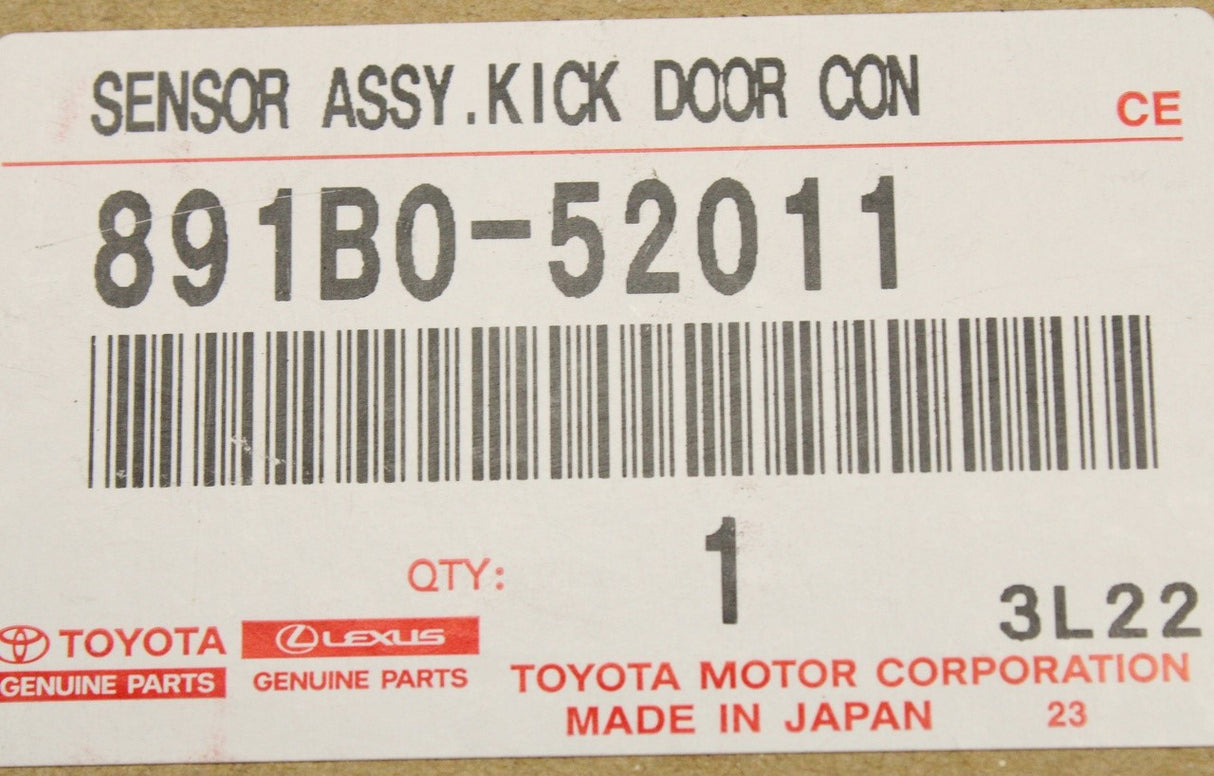 SENSOR ASSY.KICK DOOR CON
CE
891B0-52011
QTY: 1
3L22
TOYOTA
GENUINE PARTS
LEXUS
GENUINE PARTS
TOYOTA MOTOR CORPORATION
MADE IN JAPAN 23